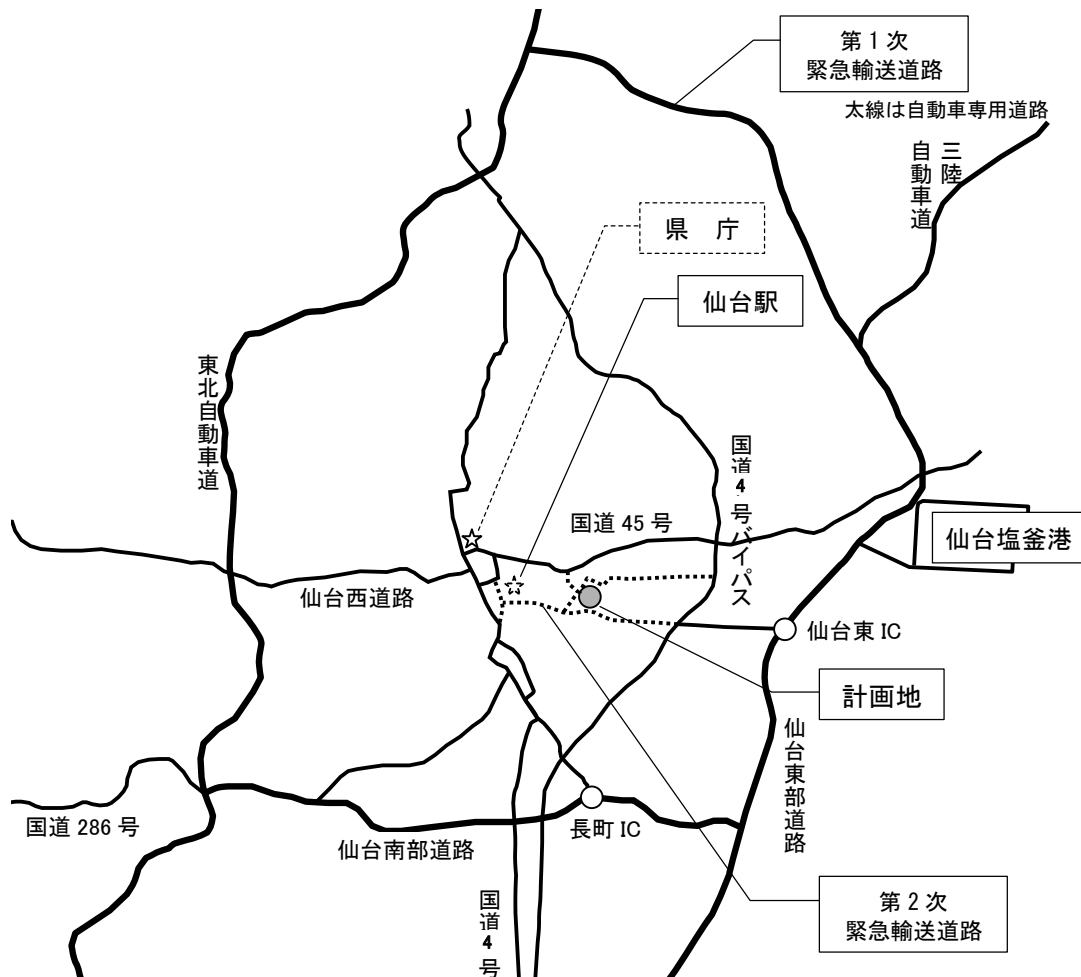 第１次
緊急輸送道路
太線は自動車専用道路
三陸
自動車道
県　庁
仙台駅
東北自動車道
国道4号バイパス
国道 45 号
仙台塩釜港
仙台西道路
仙台東 IC
計画地
仙台東部道路
国道 286 号
長町 IC
仙台南部道路
第２次
緊急輸送道路
国道4号